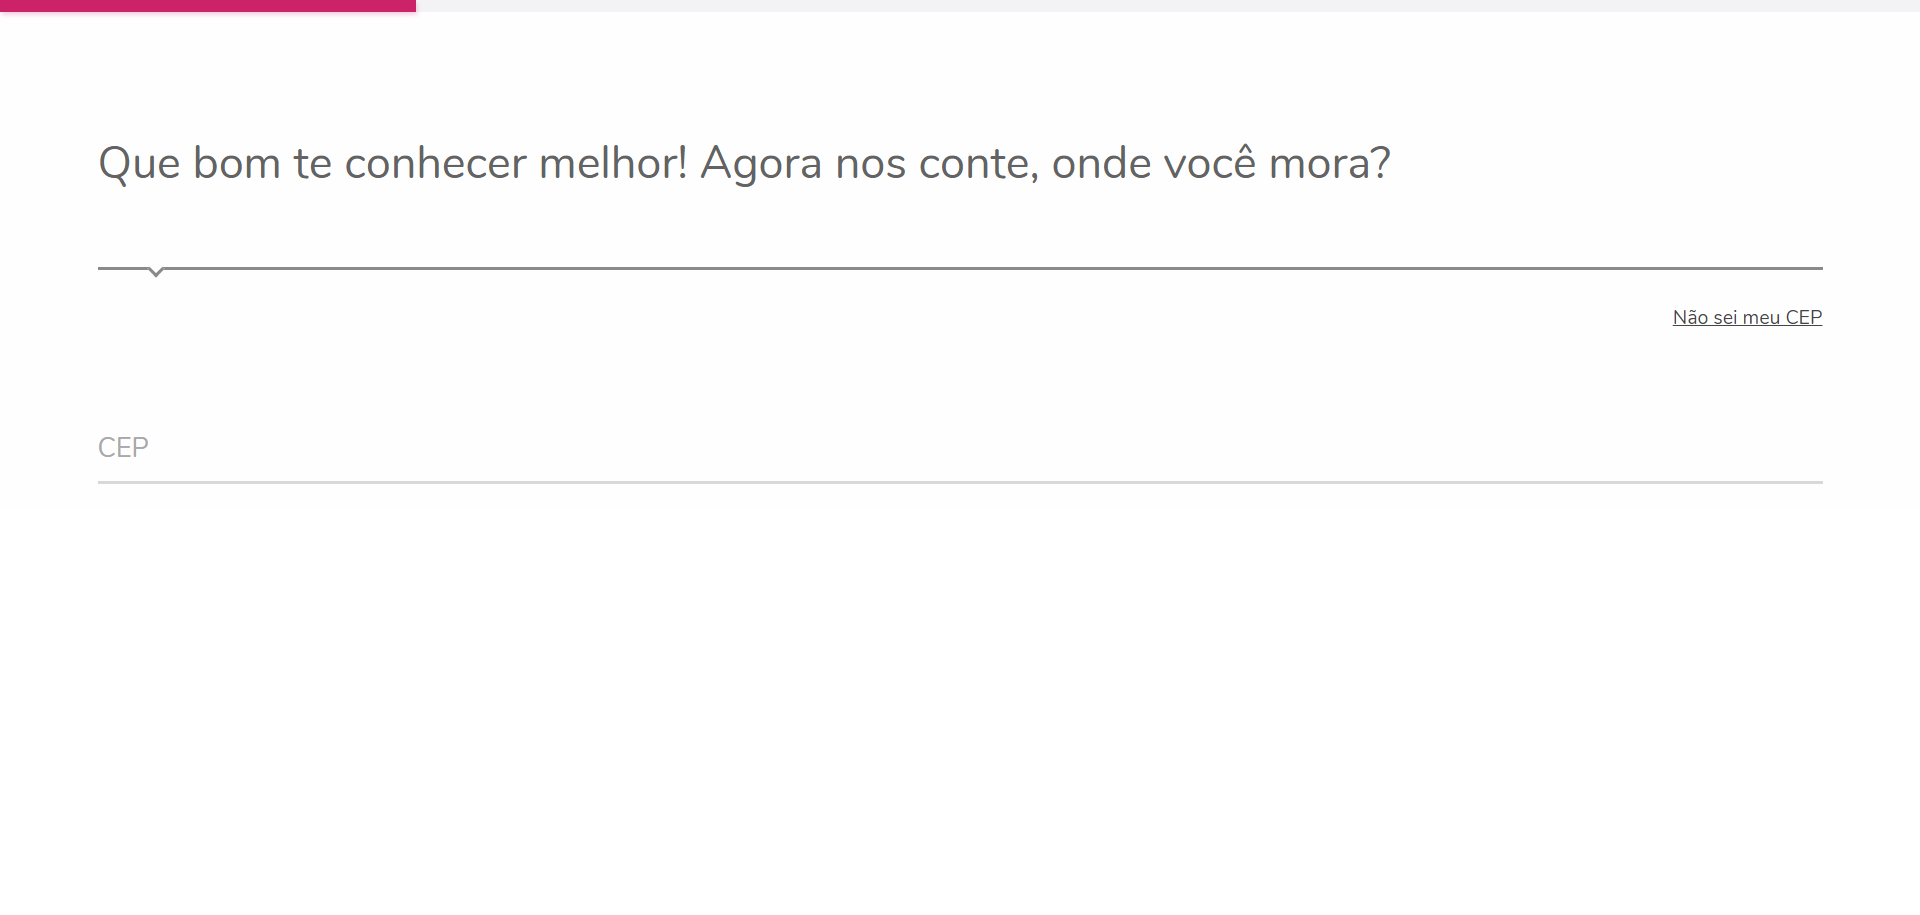 Que bom te conhecer melhor! Agora nos conte, onde você mora?
Não sei meu CEP
CEP